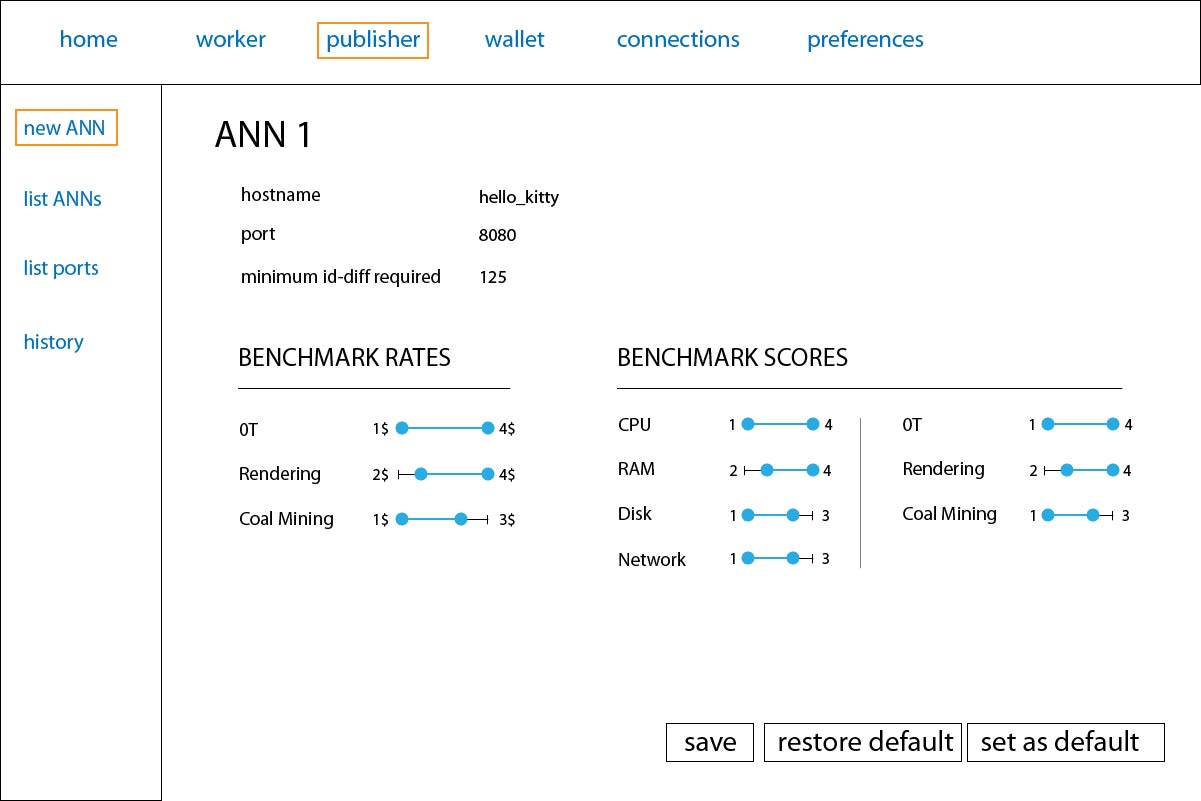 home worker publisher wallet connections preferences
new ANN
list ANNs
list ports
history
ANN 1
hostname hello_kitty
port 8080
minimum id-diff required 125
BENCHMARK RATES
0T 1$ 4$
Rendering 2$ 4$
Coal Mining 1$ 3$
BENCHMARK SCORES
CPU 1 4
RAM 2 4
Disk 1 3
Network 1 3
0T 1 4
Rendering 2 4
Coal Mining 1 3
save restore default set as default